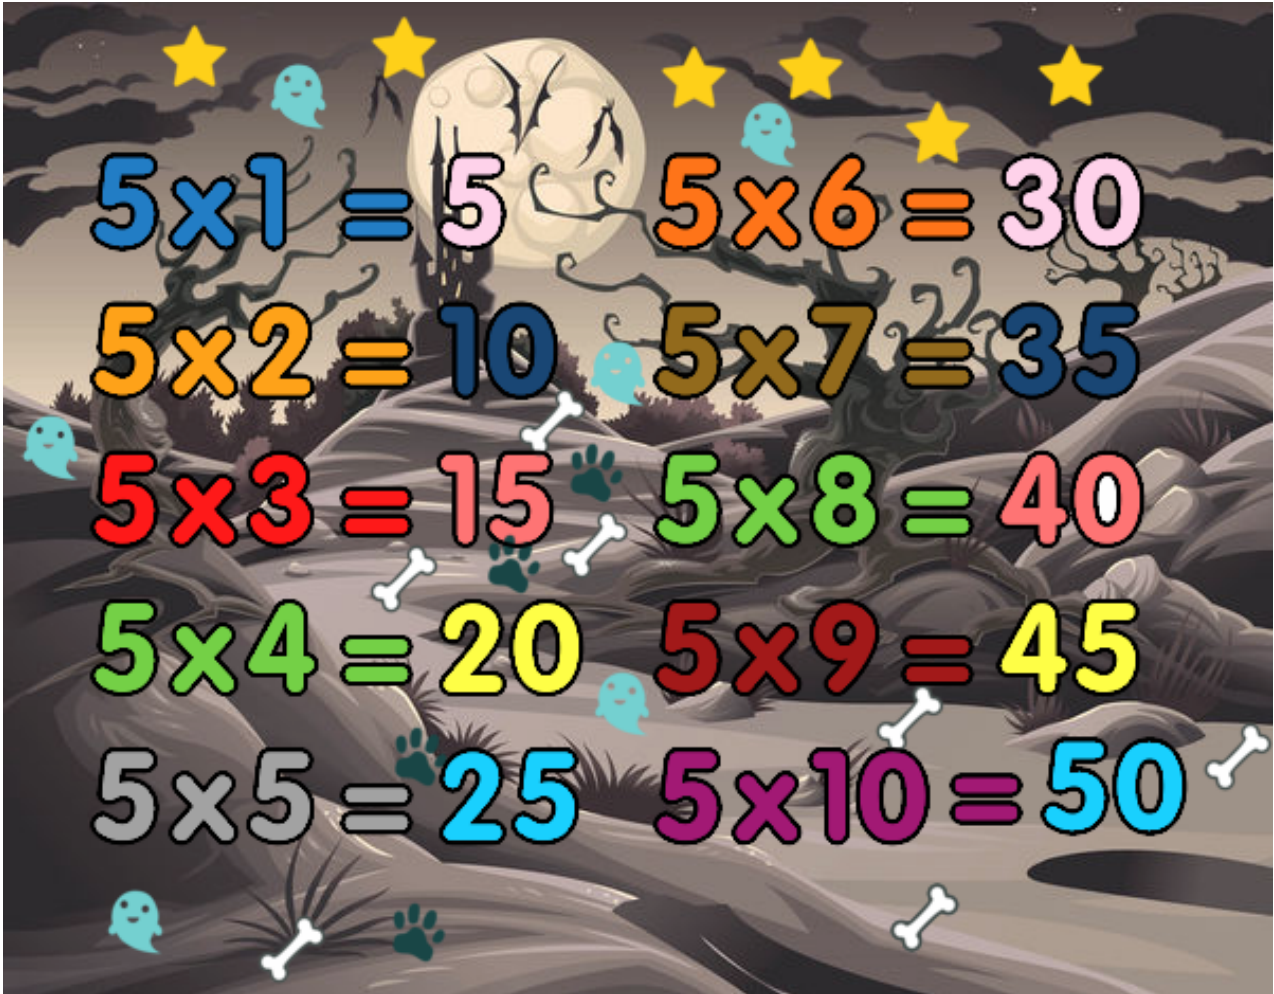 5x1 = 5
5x2 = 10
5x3 = 15
5x4 = 20
5x5 = 25
5x6 = 30
5x7 = 35
5x8 = 40
5x9 = 45
5x10 = 50